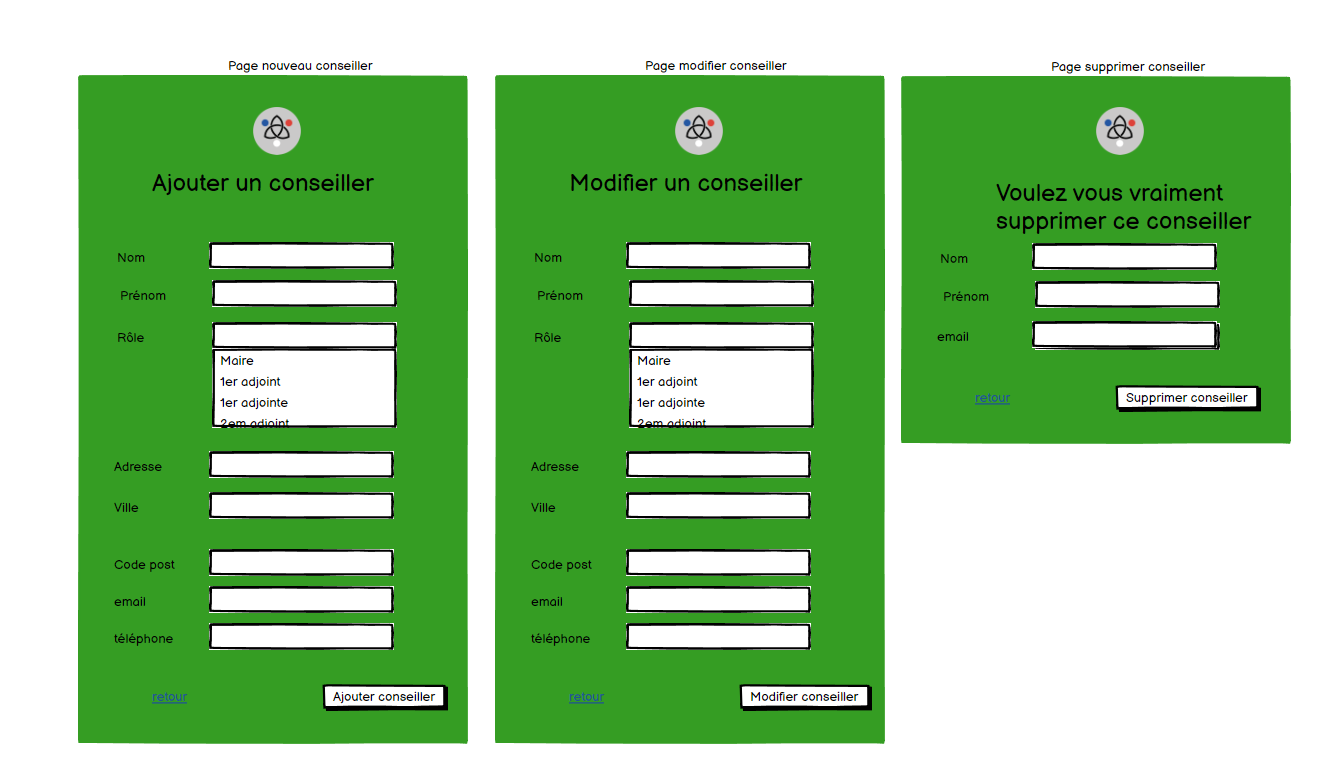 Page nouveau conseiller
Ajouter un conseiller
Nom
Prénom
Rôle
Maire
1er adjoint
1er adjointe
2em adjoint
Adresse
Ville
Code post
email
téléphone
retour
Ajouter conseiller
Page modifier conseiller
Modifier un conseiller
Nom
Prénom
Rôle
Maire
1er adjoint
1er adjointe
2em adjoint
Adresse
Ville
Code post
email
téléphone
retour
Modifier conseiller
Page supprimer conseiller
Voulez vous vraiment
supprimer ce conseiller
Nom
Prénom
email
retour
Supprimer conseiller